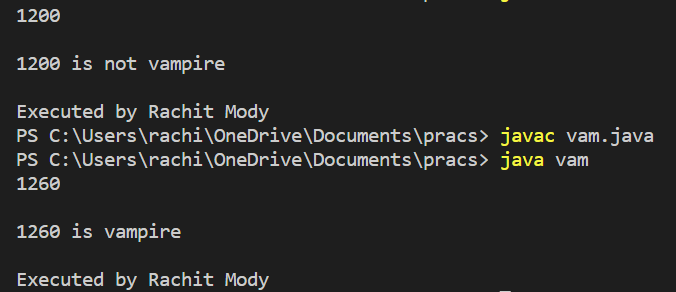 1200
1200 is not vampire
Executed by Rachit Mody
PS C:\Users\rachi\OneDrive\Documents\pracs> javac vam.java
PS C:\Users\rachi\OneDrive\Documents\pracs> java vam
1260
1260 is vampire
Executed by Rachit Mody